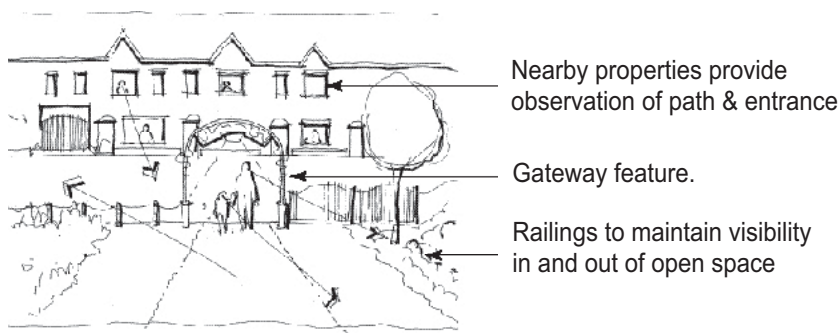 Nearby properties provide
observation of path & entrance
Gateway feature.
Railings to maintain visibility
in and out of open space